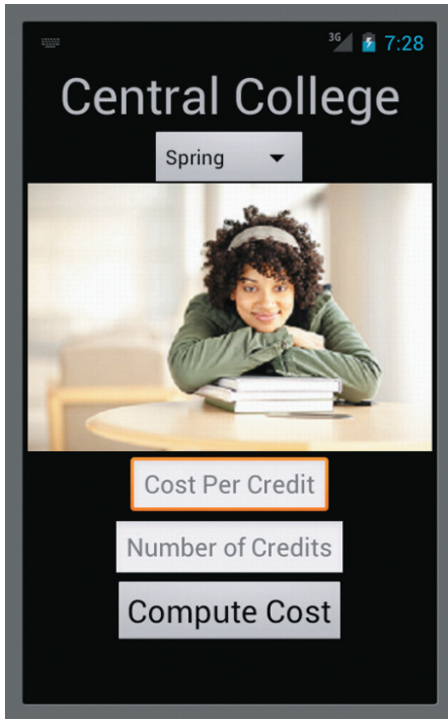 3G 7:28
Central College
Spring
Cost Per Credit
Number of Credits
Compute Cost